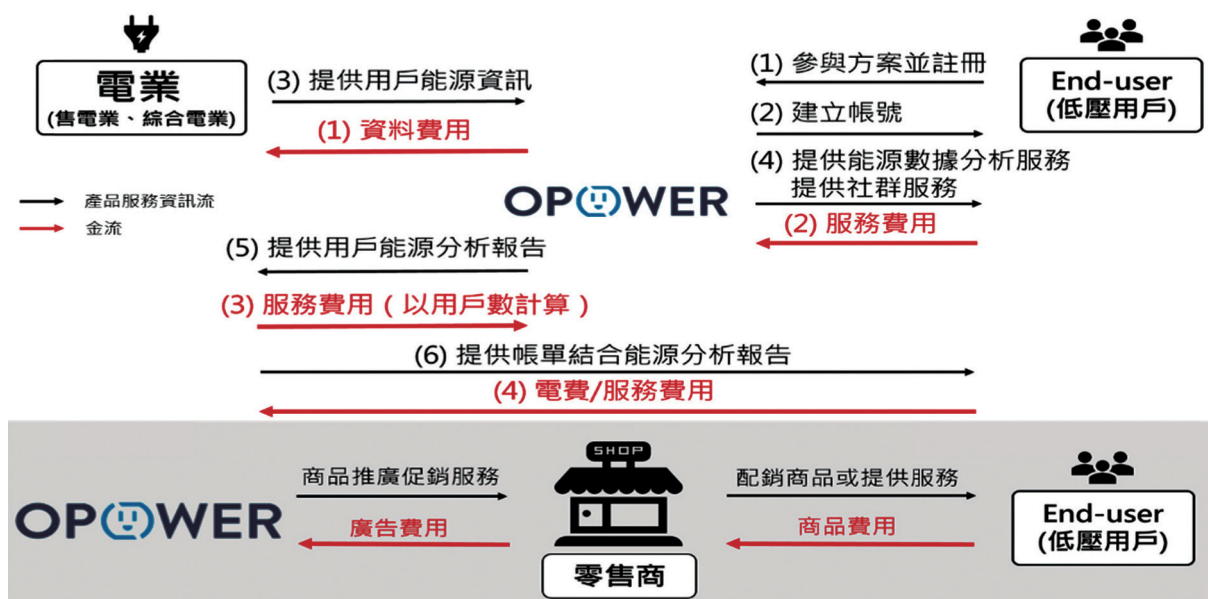 電業
(售電業、綜合電業)
(3) 提供用戶能源資訊
(1) 資料費用
(1) 參與方案並註冊
(2) 建立帳號
(4) 提供能源數據分析服務
提供社群服務
(2) 服務費用
End-user
(低壓用戶)
產品服務資訊流
金流
OPOWER
(5) 提供用戶能源分析報告
(3) 服務費用 ( 以用戶數計算 )
(6) 提供帳單結合能源分析報告
(4) 電費/服務費用
OPOWER
商品推廣促銷服務
廣告費用
SHOP
零售商
配銷商品或提供服務
商品費用
End-user
(低壓用戶)